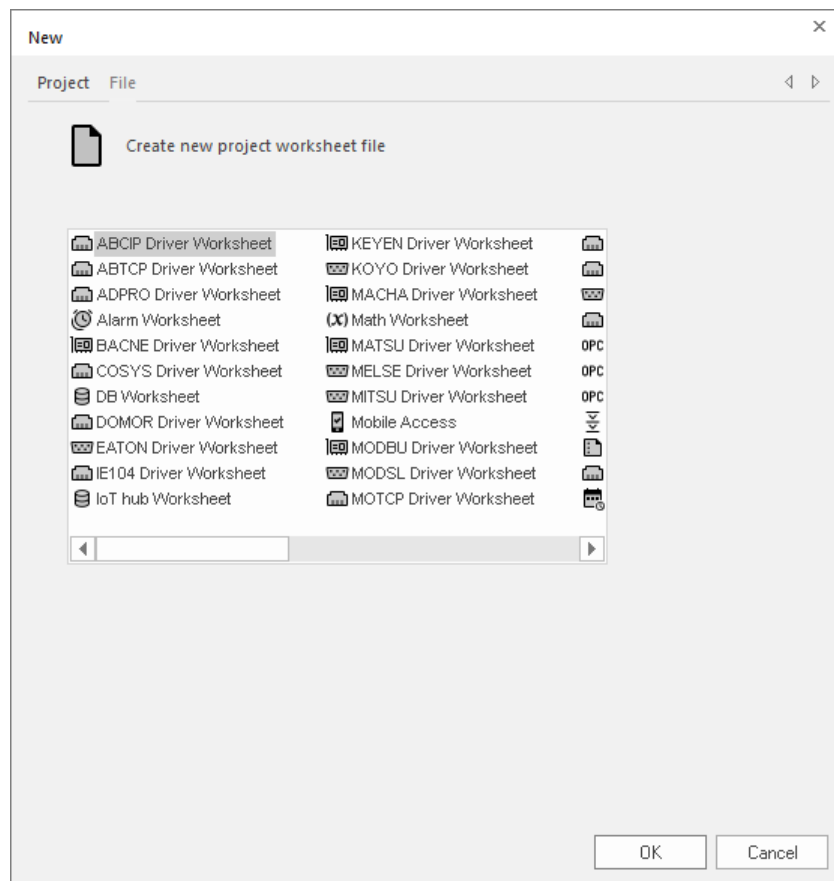 New
Project File
Create new project worksheet file
ABCIP Driver Worksheet
ABTCP Driver Worksheet
ADPRO Driver Worksheet
Alarm Worksheet
BACNE Driver Worksheet
COSYS Driver Worksheet
DB Worksheet
DOMOR Driver Worksheet
EATON Driver Worksheet
IE104 Driver Worksheet
IoT hub Worksheet
KEYEN Driver Worksheet
KOYO Driver Worksheet
MACHA Driver Worksheet
(x) Math Worksheet
MATSU Driver Worksheet
MELSE Driver Worksheet
MITSU Driver Worksheet
Mobile Access
MODBU Driver Worksheet
MODSL Driver Worksheet
MOTCP Driver Worksheet
OPC
OPC
OPC
OK Cancel